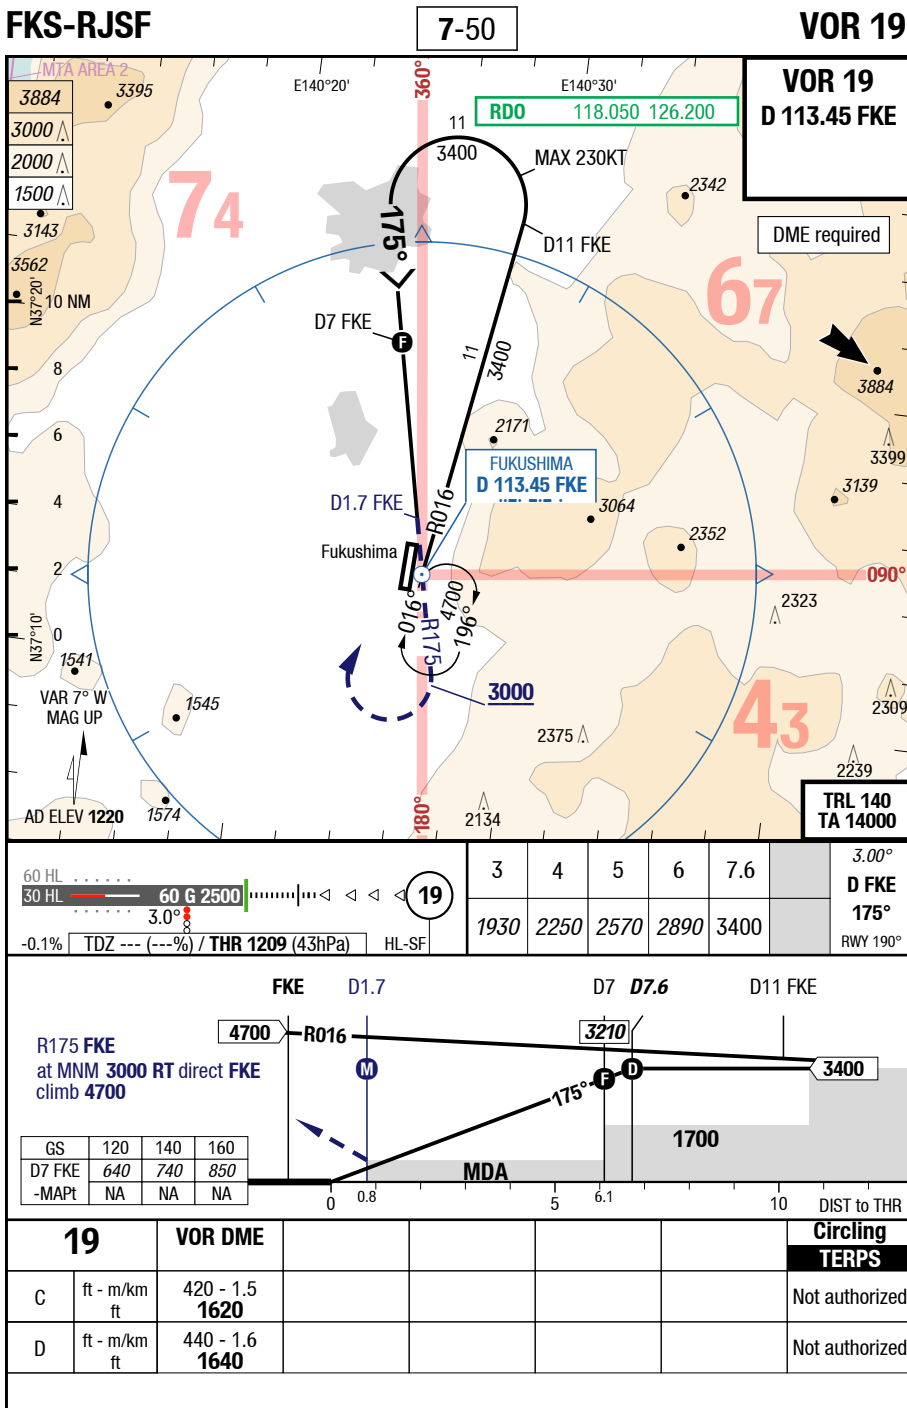 FKS-RJSF
7-50
VOR 19
MTA AREA 2
3884
3000
2000
1500
3395
3143
3562
N37°20'
10 NM
8
6
4
2
0
N37°10'
E140°20'
E140°30'
360°
RDO 118.050 126.200
VOR 19
D 113.45 FKE
DME required
74
67
43
11
3400
MAX 230KT
D11 FKE
175°
D7 FKE
F
11
3400
2342
3884
3399
3139
2171
3064
2352
FUKUSHIMA
D 113.45 FKE
D1.7 FKE
R016
Fukushima
090°
016°
4700
196°
R175
3000
2323
2309
2375
2239
2134
1541
1545
1574
VAR 7° W
MAG UP
AD ELEV 1220
180°
TRL 140
TA 14000
60 HL
30 HL
60 G 2500
3.0°
19
-0.1%
TDZ --- (---%) / THR 1209 (43hPa)
HL-SF
3 4 5 6 7.6
1930 2250 2570 2890 3400
3.00°
D FKE
175°
RWY 190°
FKE D1.7 D7 D7.6 D11 FKE
4700 R016 3210
R175 FKE
at MNM 3000 RT direct FKE
climb 4700
M
175°
F
D
3400
1700
MDA
GS 120 140 160
D7 FKE 640 740 850
-MAPt NA NA NA
0 0.8 5 6.1 10 DIST to THR
19 VOR DME Circling
TERPS
C ft - m/km 420 - 1.5 Not authorized
ft 1620
D ft - m/km 440 - 1.6 Not authorized
ft 1640